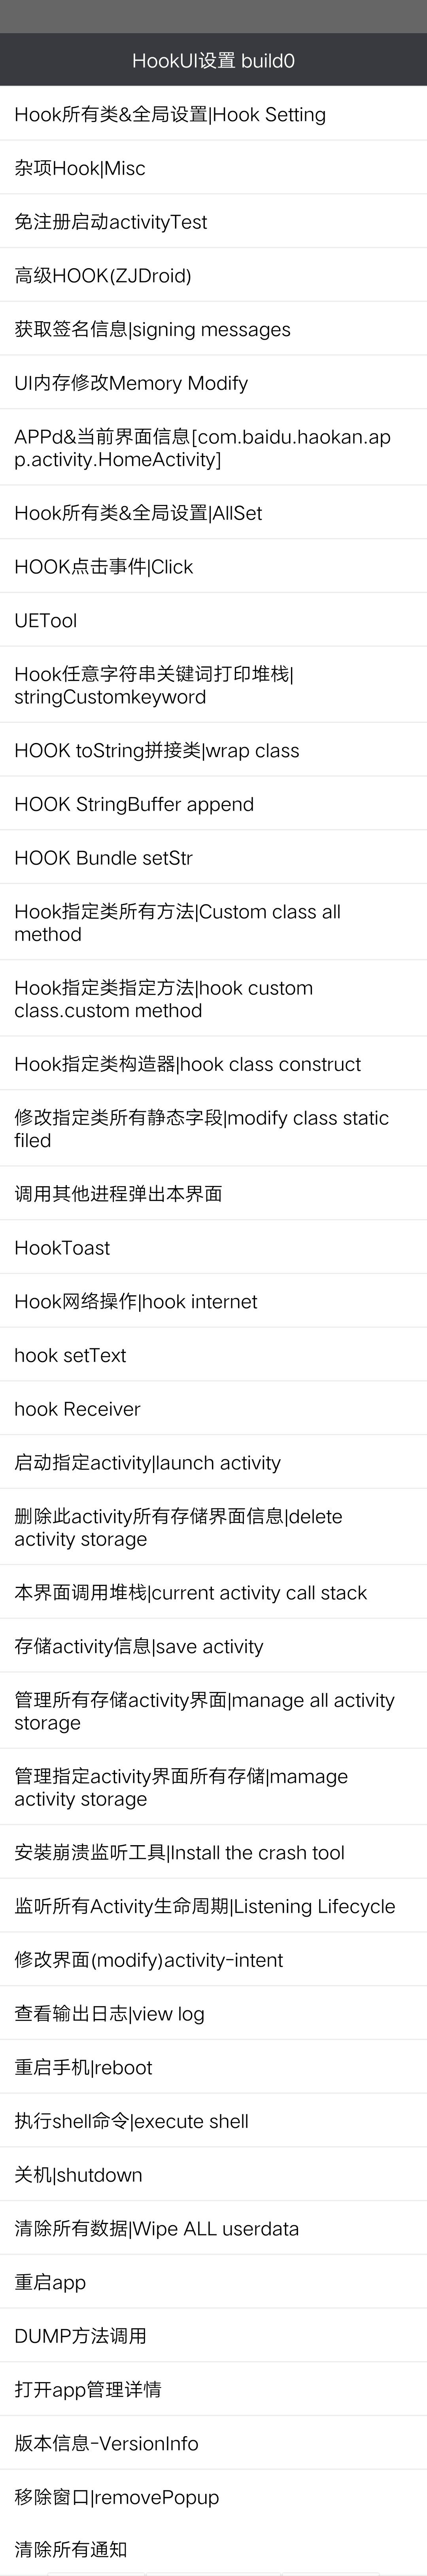 HookUI设置 build0
Hook所有类&全局设置|Hook Setting
杂项Hook|Misc
免注册启动activityTest
高级HOOK(ZJDroid)
获取签名信息|signing messages
UI内存修改Memory Modify
APPd&当前界面信息[com.baidu.haokan.ap
p.activity.HomeActivity]
Hook所有类&全局设置|AllSet
HOOK点击事件|Click
UETool
Hook任意字符串关键词打印堆栈|
stringCustomkeyword
HOOK toString拼接类|wrap class
HOOK StringBuffer append
HOOK Bundle setStr
Hook指定类所有方法|Custom class all
method
Hook指定类指定方法|hook custom
class.custom method
Hook指定类构造器|hook class construct
修改指定类所有静态字段|modify class static
filed
调用其他进程弹出本界面
HookToast
Hook网络操作|hook internet
hook setText
hook Receiver
启动指定activity|launch activity
删除此activity所有存储界面信息|delete
activity storage
本界面调用堆栈|current activity call stack
存储activity信息|save activity
管理所有存储activity界面|manage all activity
storage
管理指定activity界面所有存储|mamage
activity storage
安装崩溃监听工具|Install the crash tool
监听所有Activity生命周期|Listening Lifecycle
修改界面(modify)activity-intent
查看输出日志|view log
重启手机|reboot
执行shell命令|execute shell
关机|shutdown
清除所有数据|Wipe ALL userdata
重启app
DUMP方法调用
打开app管理详情
版本信息-VersionInfo
移除窗口|removePopup
清除所有通知